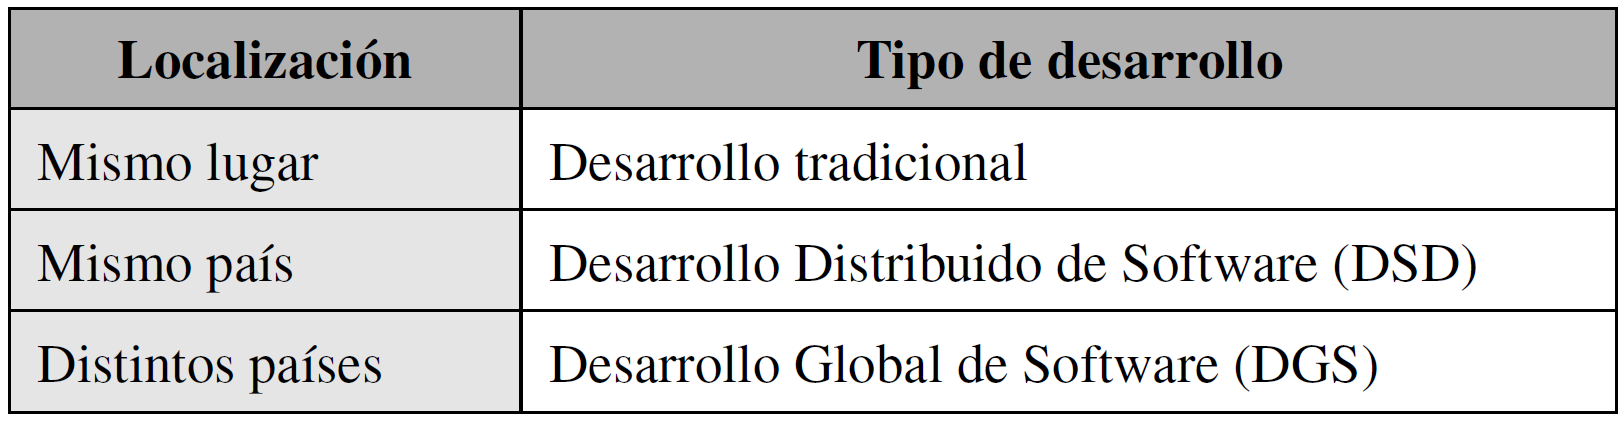 Localización Tipo de desarrollo
Mismo lugar Desarrollo tradicional
Mismo país Desarrollo Distribuido de Software (DSD)
Distintos países Desarrollo Global de Software (DGS)